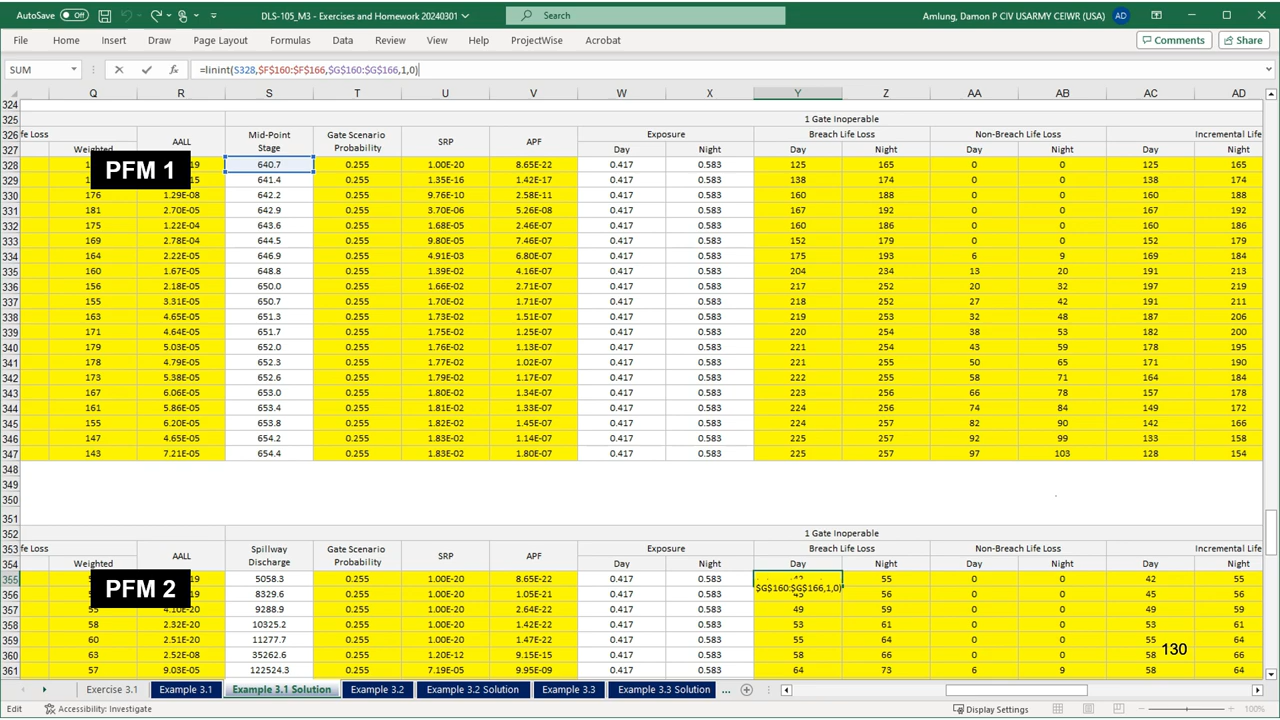 AutoSave Off DLS-105_M3 - Exercises and Homework 20240301 Search Amlung, Damon P CIV USARMY CEIWR (USA) AD
File Home Insert Draw Page Layout Formulas Data Review View Help ProjectWise Acrobat Comments Share
SUM fx =linint(S328,$F$160:$F$166,$G$160:$G$166,1,0)
Q R S T U V W X Y Z AA AB AC AD
324
325 1 Gate Inoperable
326 fe Loss AALL Mid-Point Stage Gate Scenario Probability SRP APF Exposure Breach Life Loss Non-Breach Life Loss Incremental Life
327 Weighted Day Night Day Night Day Night Day Night
328 640.7 0.255 1.00E-20 8.65E-22 0.417 0.583 125 165 0 0 125 165
329 641.4 0.255 1.35E-16 1.42E-17 0.417 0.583 138 174 0 0 138 174
330 176 1.29E-08 642.2 0.255 9.76E-10 2.58E-11 0.417 0.583 160 188 0 0 160 188
331 181 2.70E-05 642.9 0.255 3.70E-06 5.26E-08 0.417 0.583 167 192 0 0 167 192
332 175 1.22E-04 643.6 0.255 1.68E-05 2.46E-07 0.417 0.583 160 186 0 0 160 186
333 169 2.78E-04 644.5 0.255 9.80E-05 7.46E-07 0.417 0.583 152 179 0 0 152 179
334 164 2.22E-05 646.9 0.255 4.91E-03 6.80E-07 0.417 0.583 175 193 6 9 169 184
335 160 1.67E-05 648.8 0.255 1.39E-02 4.16E-07 0.417 0.583 204 234 13 20 191 213
336 156 2.18E-05 650.0 0.255 1.66E-02 2.71E-07 0.417 0.583 217 252 20 32 197 219
337 155 3.31E-05 650.7 0.255 1.70E-02 1.71E-07 0.417 0.583 218 252 27 42 191 211
338 163 4.65E-05 651.3 0.255 1.73E-02 1.51E-07 0.417 0.583 219 253 32 48 187 206
339 171 4.64E-05 651.7 0.255 1.75E-02 1.25E-07 0.417 0.583 220 254 38 53 182 200
340 179 5.03E-05 652.0 0.255 1.76E-02 1.13E-07 0.417 0.583 221 254 43 59 178 195
341 178 4.79E-05 652.3 0.255 1.77E-02 1.02E-07 0.417 0.583 221 255 50 65 171 190
342 173 5.38E-05 652.6 0.255 1.79E-02 1.17E-07 0.417 0.583 222 255 58 71 164 184
343 167 6.06E-05 653.0 0.255 1.80E-02 1.34E-07 0.417 0.583 223 256 66 78 157 178
344 161 5.86E-05 653.4 0.255 1.81E-02 1.33E-07 0.417 0.583 224 256 74 84 149 172
345 155 6.20E-05 653.8 0.255 1.82E-02 1.45E-07 0.417 0.583 224 257 82 90 142 166
346 147 4.65E-05 654.2 0.255 1.83E-02 1.14E-07 0.417 0.583 225 257 92 99 133 158
347 143 7.21E-05 654.4 0.255 1.83E-02 1.80E-07 0.417 0.583 225 257 97 103 128 154
PFM 1
348
349
350
351
352 1 Gate Inoperable
353 fe Loss AALL Spillway Discharge Gate Scenario Probability SRP APF Exposure Breach Life Loss Non-Breach Life Loss Incremental Life
354 Weighted Day Night Day Night Day Night Day Night
355 5058.3 0.255 1.00E-20 8.65E-22 0.417 0.583 55 0 0 42 55
356 8329.6 0.255 1.00E-20 1.05E-21 0.417 0.583 $G$160:$G$166,1,0) 56 0 0 45 56
357 55 4.10E-20 9288.9 0.255 1.00E-20 2.64E-22 0.417 0.583 49 59 0 0 49 59
358 58 2.32E-20 10325.2 0.255 1.00E-20 1.42E-22 0.417 0.583 53 61 0 0 53 61
359 60 2.51E-20 11277.7 0.255 1.00E-20 1.47E-22 0.417 0.583 55 64 0 0 55 64
360 63 2.52E-08 35262.6 0.255 1.20E-12 9.15E-15 0.417 0.583 58 66 0 0 58 66
361 57 9.03E-05 122524.3 0.255 7.19E-05 9.95E-09 0.417 0.583 64 73 6 9 58 64
PFM 2
130
Exercise 3.1 Example 3.1 Example 3.1 Solution Example 3.2 Example 3.2 Solution Example 3.3 Example 3.3 Solution ...
Edit Accessibility: Investigate Display Settings 100%